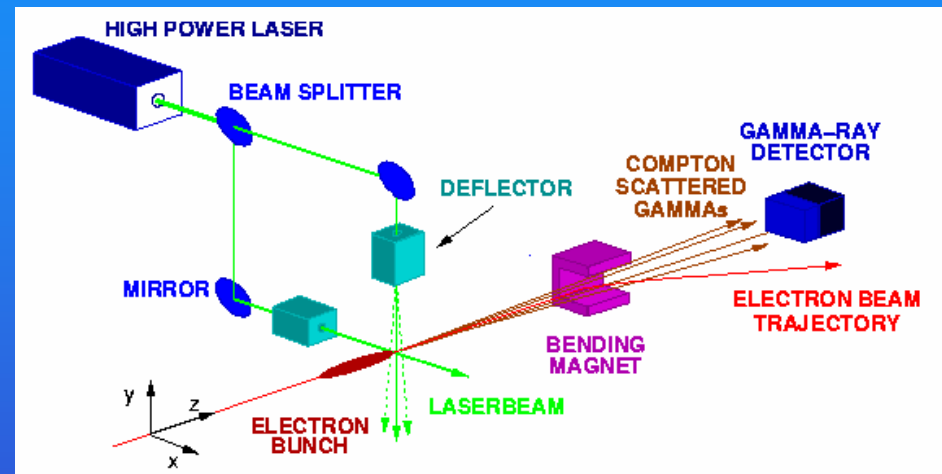 HIGH POWER LASER
BEAM SPLITTER
GAMMA–RAY
DETECTOR
COMPTON
SCATTERED
GAMMAs
DEFLECTOR
MIRROR
ELECTRON BEAM
TRAJECTORY
BENDING
MAGNET
LASERBEAM
ELECTRON
BUNCH
y
z
x